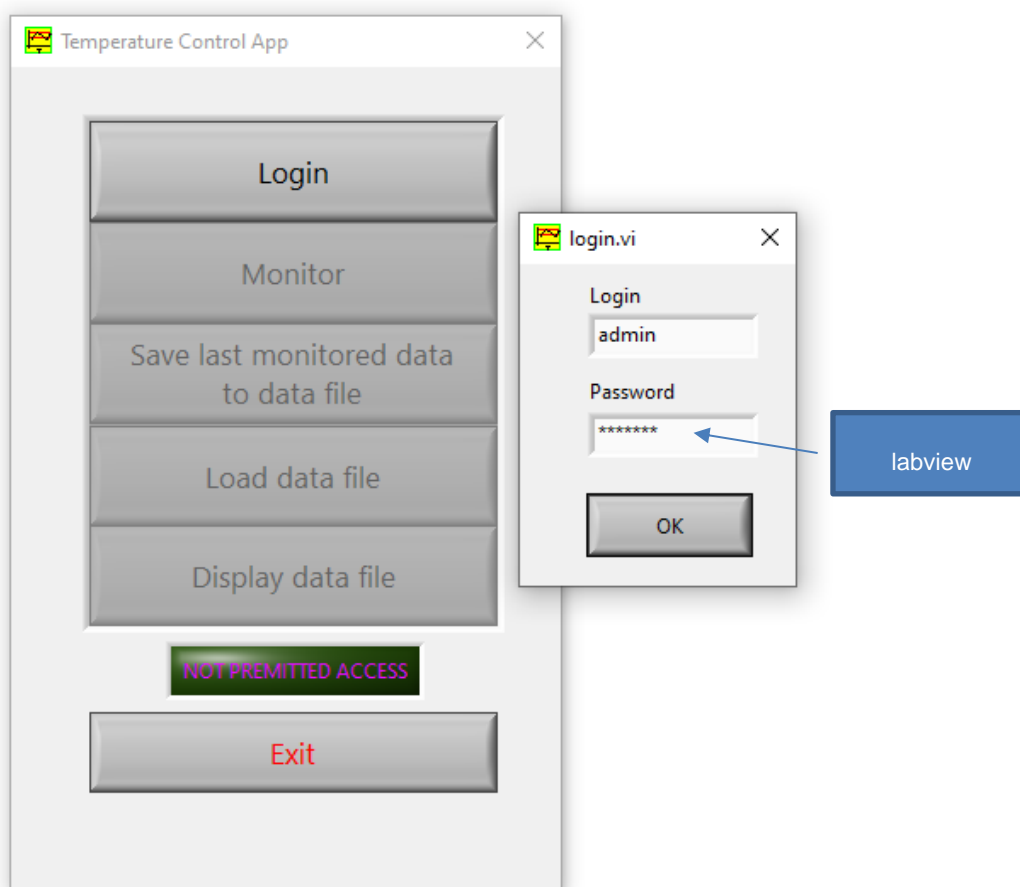 Temperature Control App
Login
Monitor
Save last monitored data
to data file
Load data file
Display data file
NOT PREMITTED ACCESS
Exit
login.vi
Login
admin
Password
*******
OK
labview